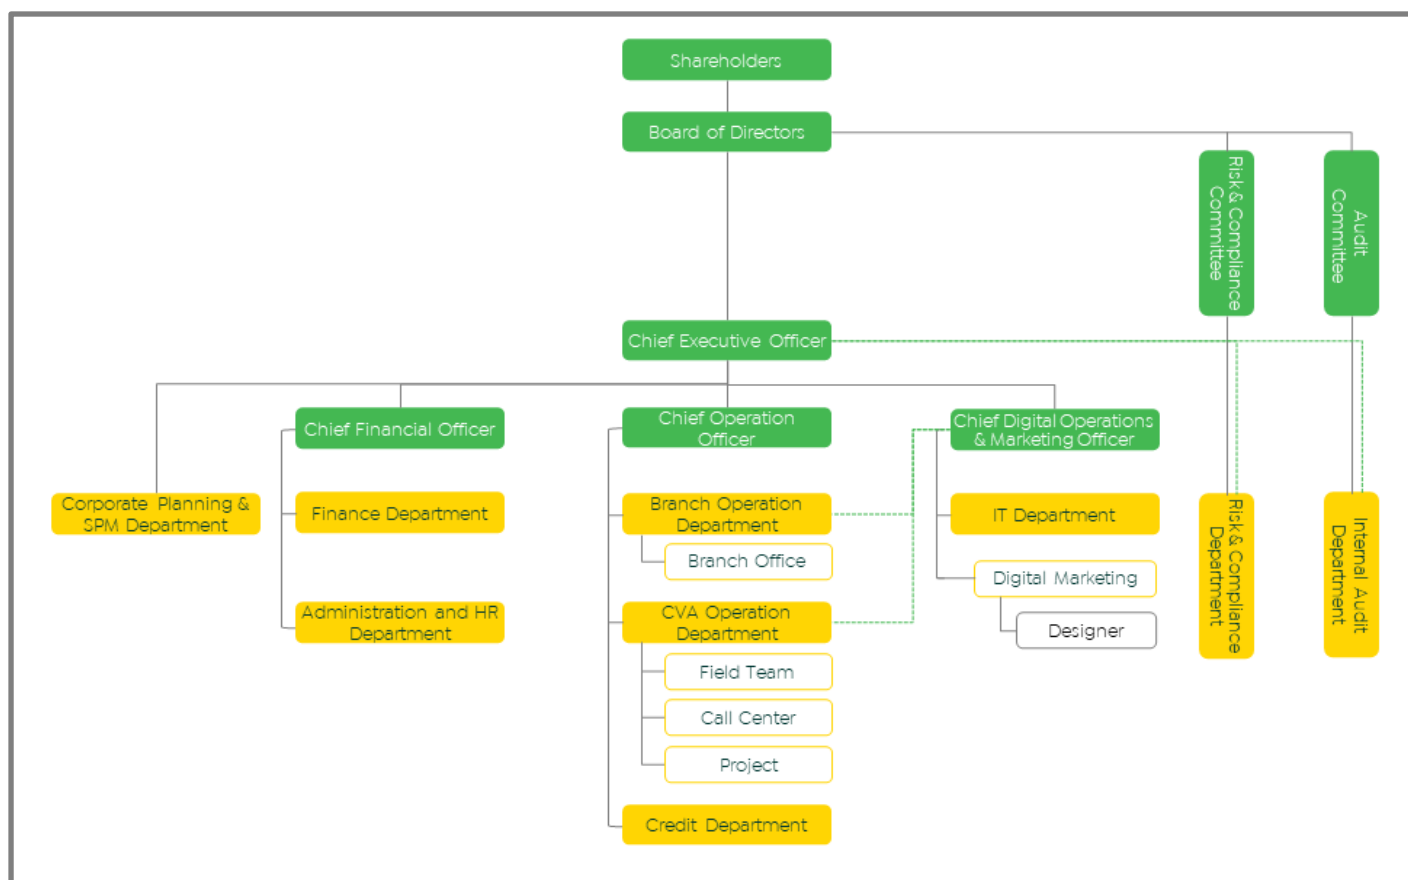 Shareholders
Board of Directors
Risk & Compliance
Committee
Audit
Committee
Chief Executive Officer
Chief Financial Officer
Chief Operation
Officer
Chief Digital Operations
& Marketing Officer
Corporate Planning &
SPM Department
Finance Department
Branch Operation
Department
IT Department
Risk & Compliance
Department
Internal Audit
Department
Branch Office
Digital Marketing
Administration and HR
Department
CVA Operation
Department
Designer
Field Team
Call Center
Project
Credit Department